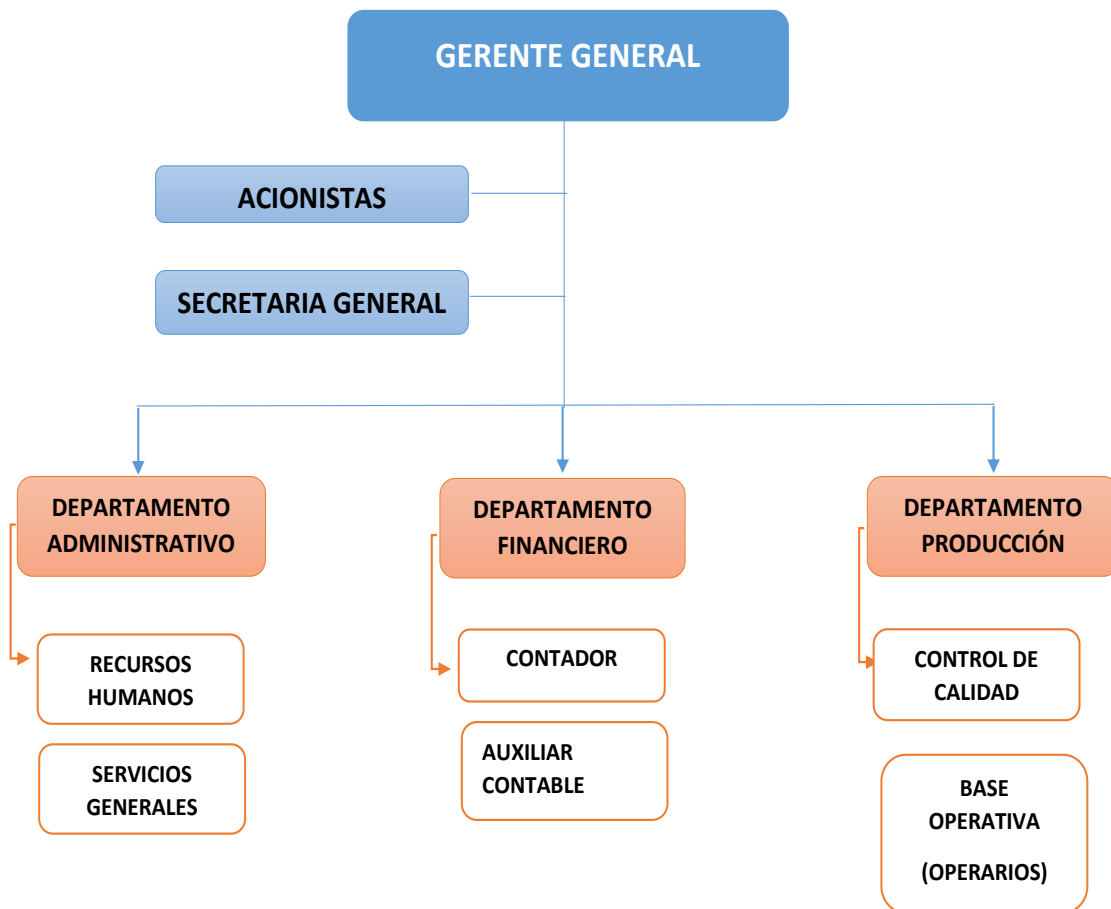 GERENTE GENERAL
ACIONISTAS
SECRETARIA GENERAL
DEPARTAMENTO
ADMINISTRATIVO
DEPARTAMENTO
FINANCIERO
DEPARTAMENTO
PRODUCCIÓN
RECURSOS
HUMANOS
CONTADOR
CONTROL DE
CALIDAD
SERVICIOS
GENERALES
AUXILIAR
CONTABLE
BASE
OPERATIVA
(OPERARIOS)